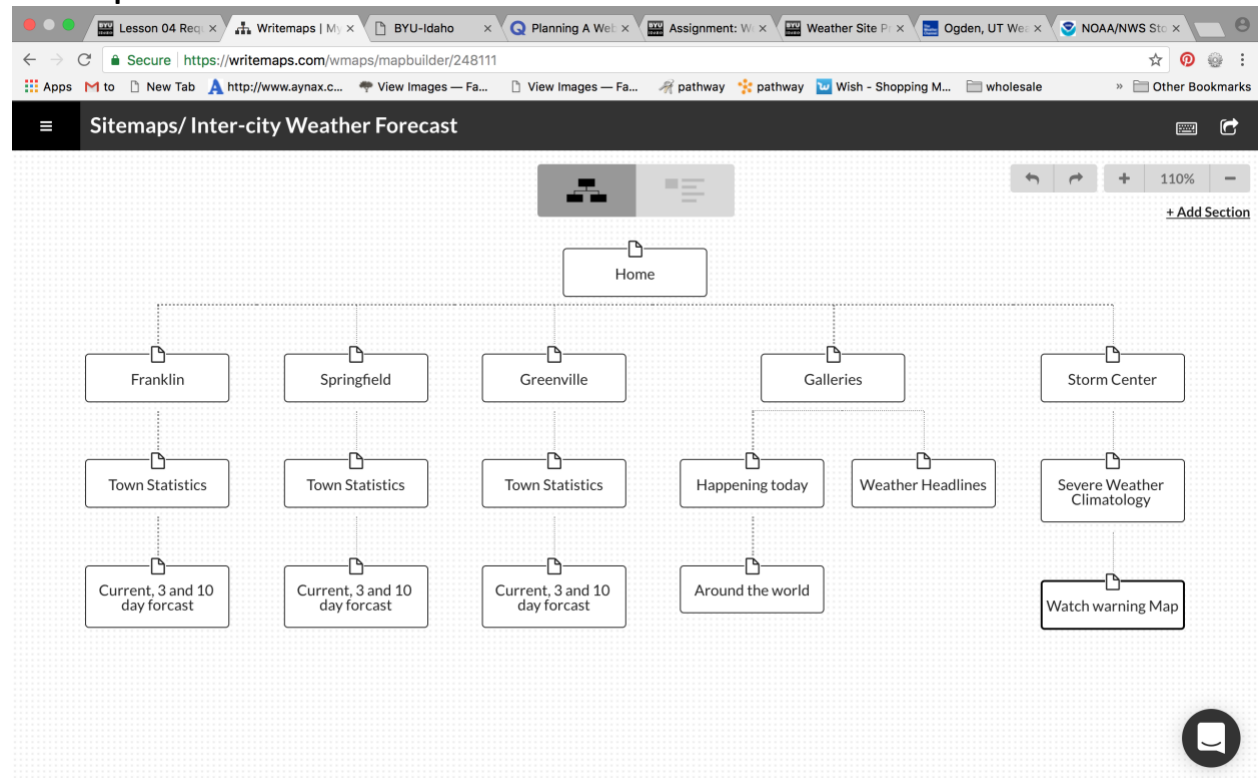 Lesson 04 Req
Writemaps | My
BYU-Idaho
Planning A Web
Assignment: W
Weather Site P
Ogden, UT Wea
NOAA/NWS Sto
Secure
https://writemaps.com/wmaps/mapbuilder/248111
Apps
M to
New Tab
http://www.aynax.c...
View Images — Fa...
View Images — Fa...
pathway
pathway
Wish - Shopping M...
wholesale
»
Other Bookmarks
Sitemaps/ Inter-city Weather Forecast
110%
+ Add Section
Home
Franklin
Springfield
Greenville
Galleries
Storm Center
Town Statistics
Town Statistics
Town Statistics
Happening today
Weather Headlines
Severe Weather
Climatology
Current, 3 and 10
day forcast
Current, 3 and 10
day forcast
Current, 3 and 10
day forcast
Around the world
Watch warning Map